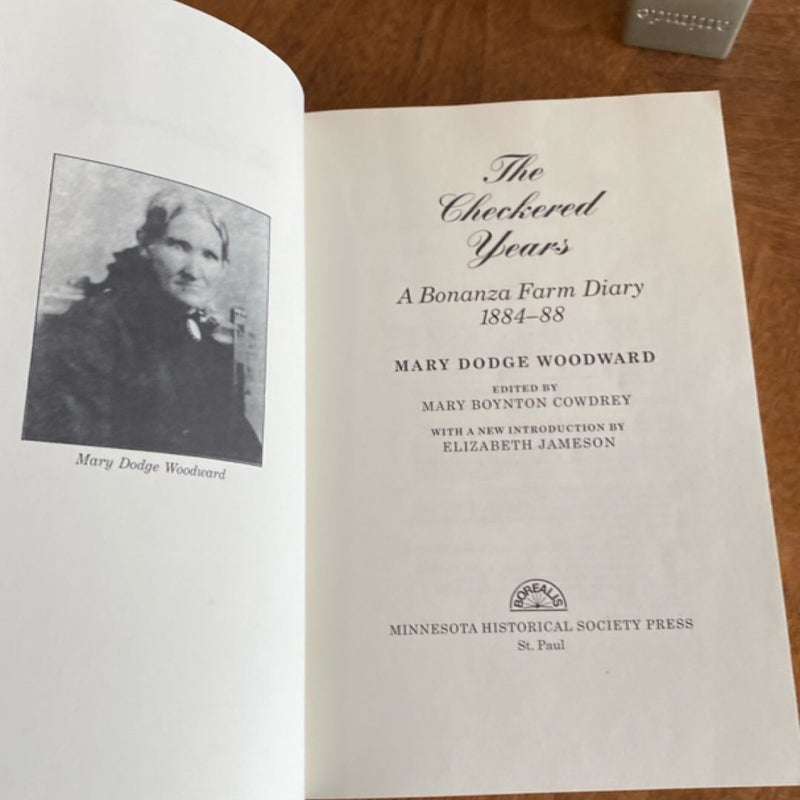 Mary Dodge Woodward
The
Checkered
Years
A Bonanza Farm Diary
1884–88
MARY DODGE WOODWARD
EDITED BY
MARY BOYNTON COWDREY
WITH A NEW INTRODUCTION BY
ELIZABETH JAMESON
BOREALIS
MINNESOTA HISTORICAL SOCIETY PRESS
St. Paul